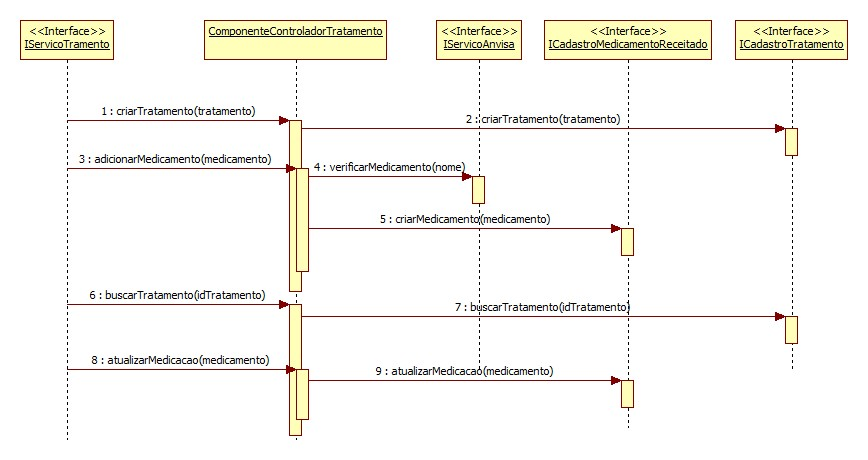 <<Interface>>
IServicoTramento
ComponenteControladorTratamento
<<Interface>>
IServicoAnvisa
<<Interface>>
ICadastroMedicamentoReceitado
<<Interface>>
ICadastroTratamento
1 : criarTratamento(tratamento)
2 : criarTratamento(tratamento)
3 : adicionarMedicamento(medicamento)
4 : verificarMedicamento(nome)
5 : criarMedicamento(medicamento)
6 : buscarTratamento(idTratamento)
7 : buscarTratamento(idTratamento)
8 : atualizarMedicacao(medicamento)
9 : atualizarMedicacao(medicamento)